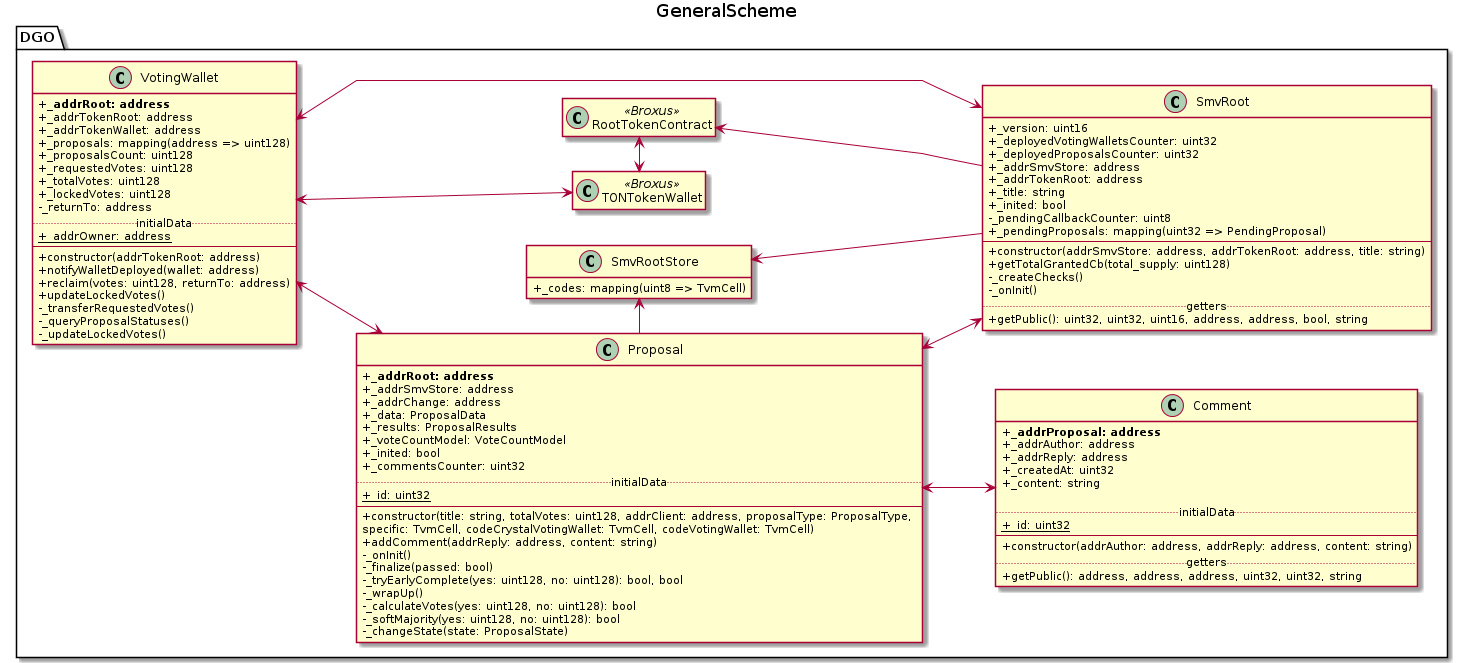 GeneralScheme
DGO
C VotingWallet
+_addrRoot: address
+_addrTokenRoot: address
+_addrTokenWallet: address
+_proposals: mapping(address => uint128)
+_proposalsCount: uint128
+_requestedVotes: uint128
+_totalVotes: uint128
+_lockedVotes: uint128
-_returnTo: address
initialData
+_addrOwner: address
+constructor(addrTokenRoot: address)
+notifyWalletDeployed(wallet: address)
+reclaim(votes: uint128, returnTo: address)
+updateLockedVotes()
-_transferRequestedVotes()
-_queryProposalStatuses()
-_updateLockedVotes()
«Broxus»
C RootTokenContract
«Broxus»
C TONTokenWallet
C SmvRootStore
+_codes: mapping(uint8 => TvmCell)
C SmvRoot
+_version: uint16
+_deployedVotingWalletsCounter: uint32
+_deployedProposalsCounter: uint32
+_addrSmvStore: address
+_addrTokenRoot: address
+_title: string
+_inited: bool
-_pendingCallbackCounter: uint8
+_pendingProposals: mapping(uint32 => PendingProposal)
+constructor(addrSmvStore: address, addrTokenRoot: address, title: string)
+getTotalGrantedCb(total_supply: uint128)
-_createChecks()
-_onInit()
getters
+getPublic(): uint32, uint32, uint16, address, address, bool, string
C Proposal
+_addrRoot: address
+_addrSmvStore: address
+_addrChange: address
+_data: ProposalData
+_results: ProposalResults
+_voteCountModel: VoteCountModel
+_inited: bool
+_commentsCounter: uint32
initialData
+_id: uint32
+constructor(title: string, totalVotes: uint128, addrClient: address, proposalType: ProposalType,
specific: TvmCell, codeCrystalVotingWallet: TvmCell, codeVotingWallet: TvmCell)
+addComment(addrReply: address, content: string)
-_onInit()
-_finalize(passed: bool)
-_tryEarlyComplete(yes: uint128, no: uint128): bool, bool
-_wrapUp()
-_calculateVotes(yes: uint128, no: uint128): bool
-_softMajority(yes: uint128, no: uint128): bool
-_changeState(state: ProposalState)
C Comment
+_addrProposal: address
+_addrAuthor: address
+_addrReply: address
+_createdAt: uint32
+_content: string
initialData
+_id: uint32
+constructor(addrAuthor: address, addrReply: address, content: string)
getters
+getPublic(): address, address, address, uint32, uint32, string